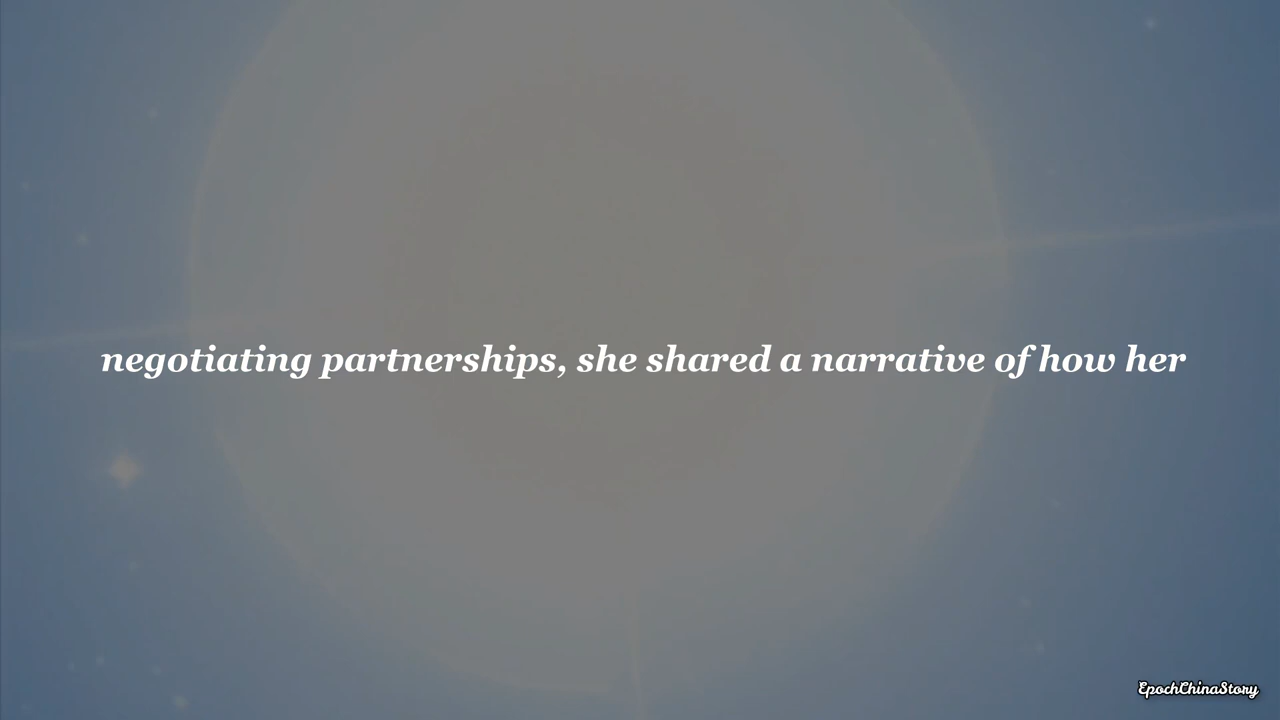 negotiating partnerships, she shared a narrative of how her
EpochChinaStory